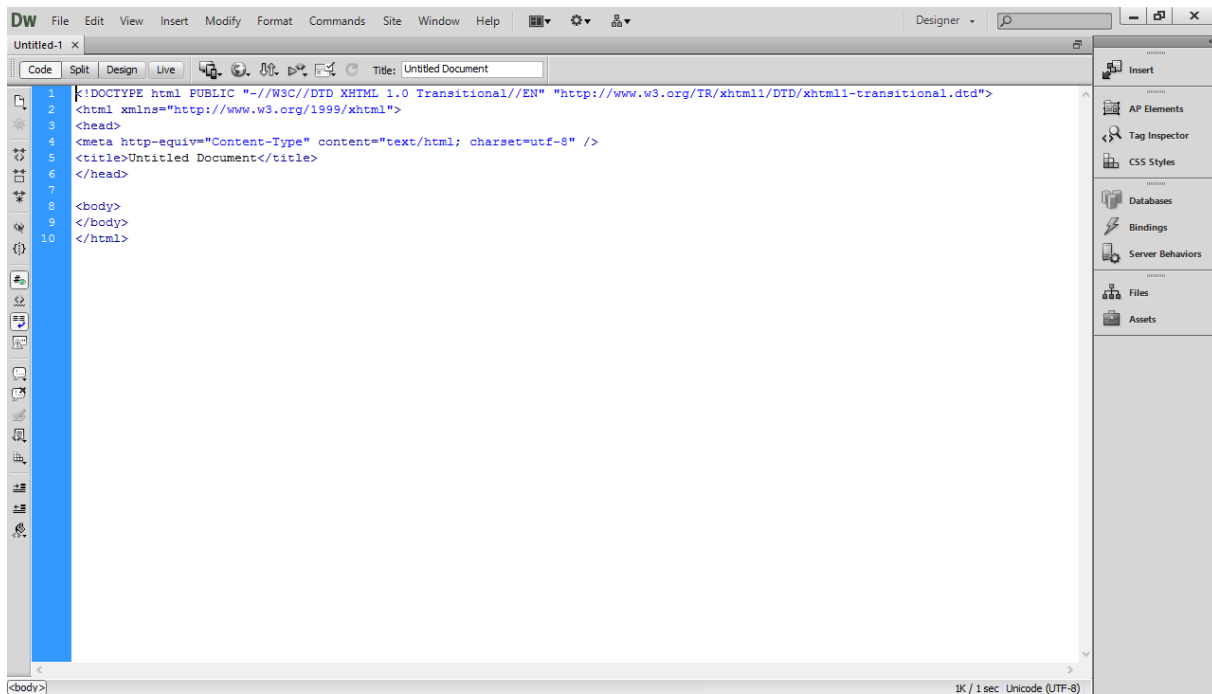 DW File Edit View Insert Modify Format Commands Site Window Help Designer
Untitled-1 ×
Code Split Design Live Title: Untitled Document
1 <!DOCTYPE html PUBLIC "-//W3C//DTD XHTML 1.0 Transitional//EN" "http://www.w3.org/TR/xhtml1/DTD/xhtml1-transitional.dtd">
2 <html xmlns="http://www.w3.org/1999/xhtml">
3 <head>
4 <meta http-equiv="Content-Type" content="text/html; charset=utf-8" />
5 <title>Untitled Document</title>
6 </head>
7
8 <body>
9 </body>
10 </html>
Insert
AP Elements
Tag Inspector
CSS Styles
Databases
Bindings
Server Behaviors
Files
Assets
<body> 1K / 1 sec Unicode (UTF-8)